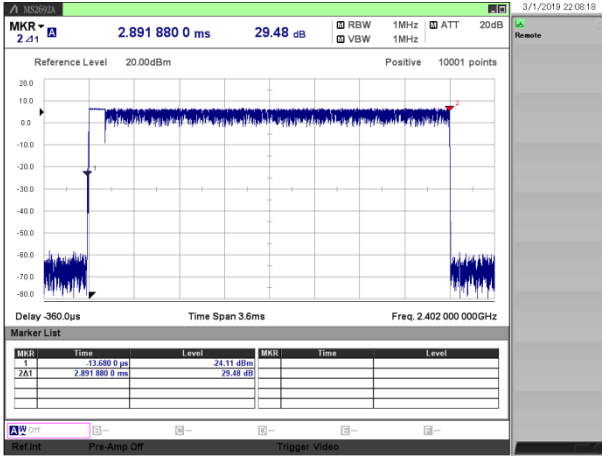 MS2692A
3/1/2019 22:08:18
MKR
2Δ1
A
2.891 880 0 ms
29.48 dB
M RBW 1MHz
M VBW 1MHz
M ATT 20dB
Remote
Reference Level 20.00dBm
Positive 10001 points
20.0
10.0
0.0
-10.0
-20.0
-30.0
-40.0
-50.0
-60.0
-70.0
-80.0
1
2
Delay -360.0µs
Time Span 3.6ms
Freq. 2.402 000 000GHz
Marker List
MKR Time Level MKR Time Level
1 -13.680 0 µs -24.11 dBm
2Δ1 2.891 880 0 ms 29.48 dB
A W Off B-- C-- D-- E-- F--
Ref.Int Pre-Amp Off Trigger Video